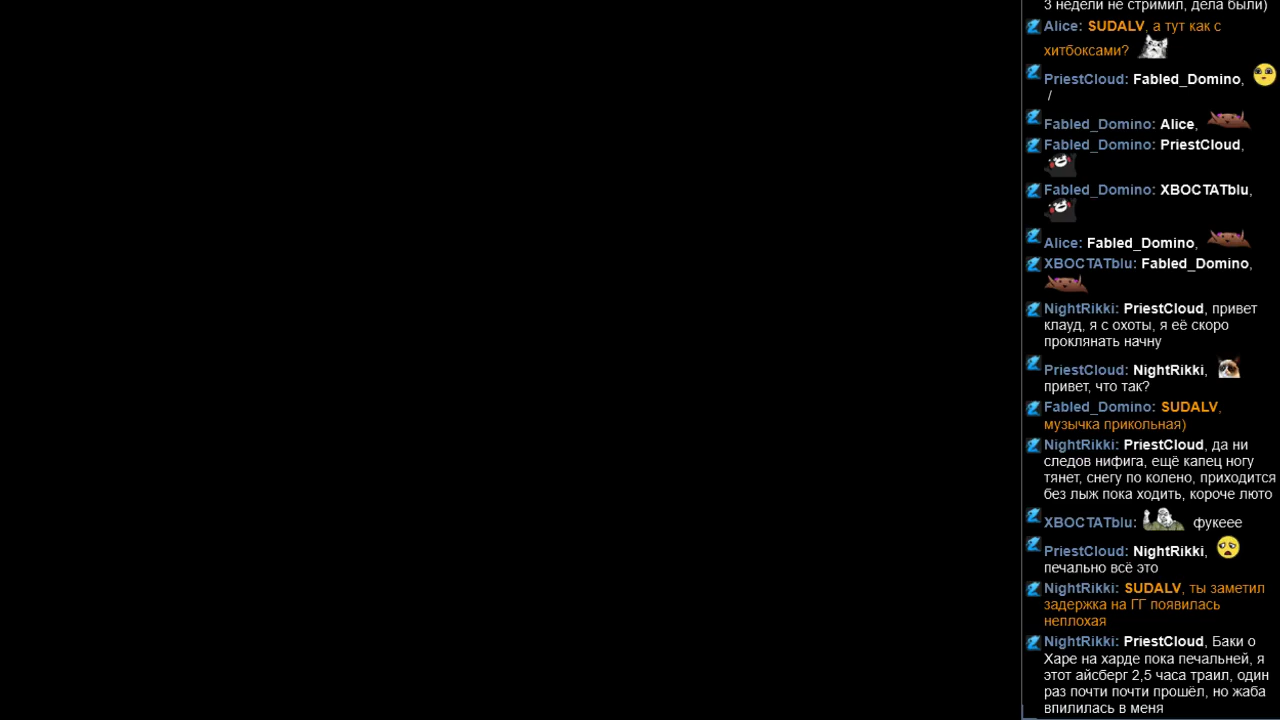 3 недели не стримил, дела были)
Alice: SUDALV, а тут как с
хитбоксами?
PriestCloud: Fabled_Domino,
/
Fabled_Domino: Alice,
Fabled_Domino: PriestCloud,
Fabled_Domino: XBOCTATblu,
Alice: Fabled_Domino,
XBOCTATblu: Fabled_Domino,
NightRikki: PriestCloud, привет
клауд, я с охоты, я её скоро
проклянать начну
PriestCloud: NightRikki,
привет, что так?
Fabled_Domino: SUDALV,
музычка прикольная)
NightRikki: PriestCloud, да ни
следов нифига, ещё капец ногу
тянет, снегу по колено, приходится
без лыж пока ходить, короче люто
XBOCTATblu: фукеее
PriestCloud: NightRikki,
печально всё это
NightRikki: SUDALV, ты заметил
задержка на ГГ появилась
неплохая
NightRikki: PriestCloud, Баки о
Харе на харде пока печальней, я
этот айсберг 2,5 часа траил, один
раз почти почти прошёл, но жаба
впилилась в меня